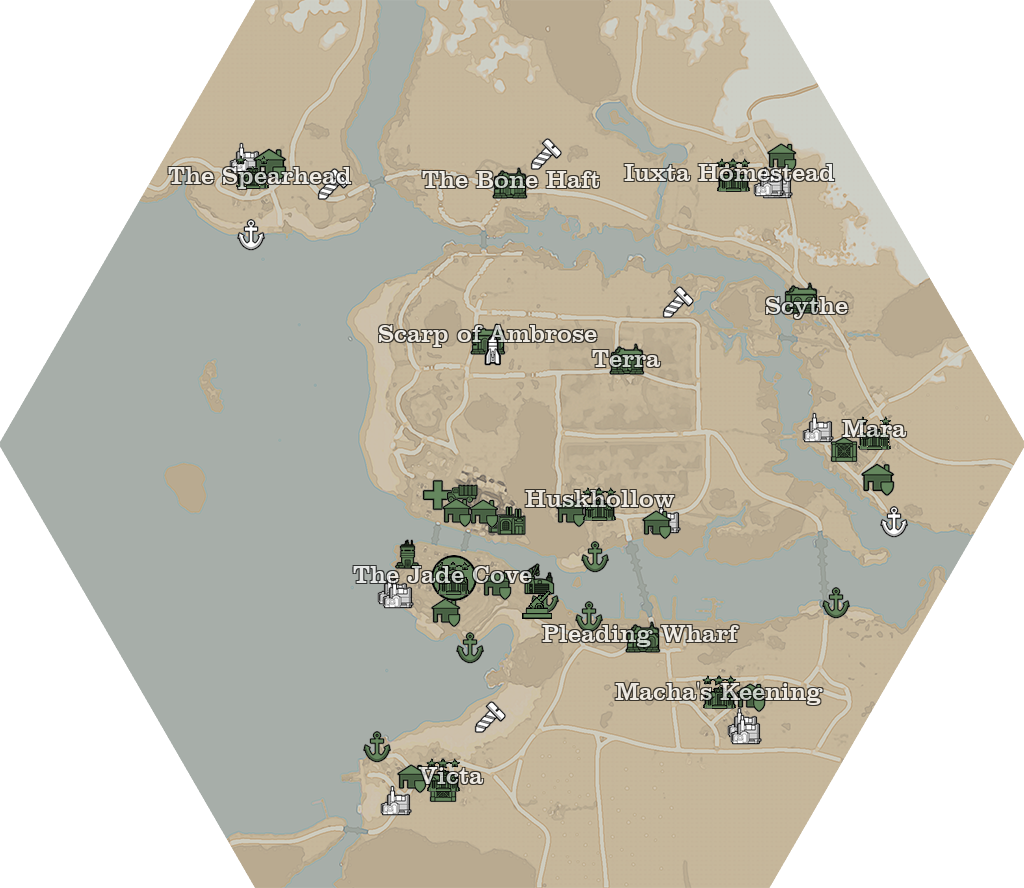 The Spearhead
The Bone Haft
Iuxta Homestead
Scythe
Scarp of Ambrose
Terra
Mara
Huskhollow
The Jade Cove
Pleading Wharf
Macha's Keening
Victa